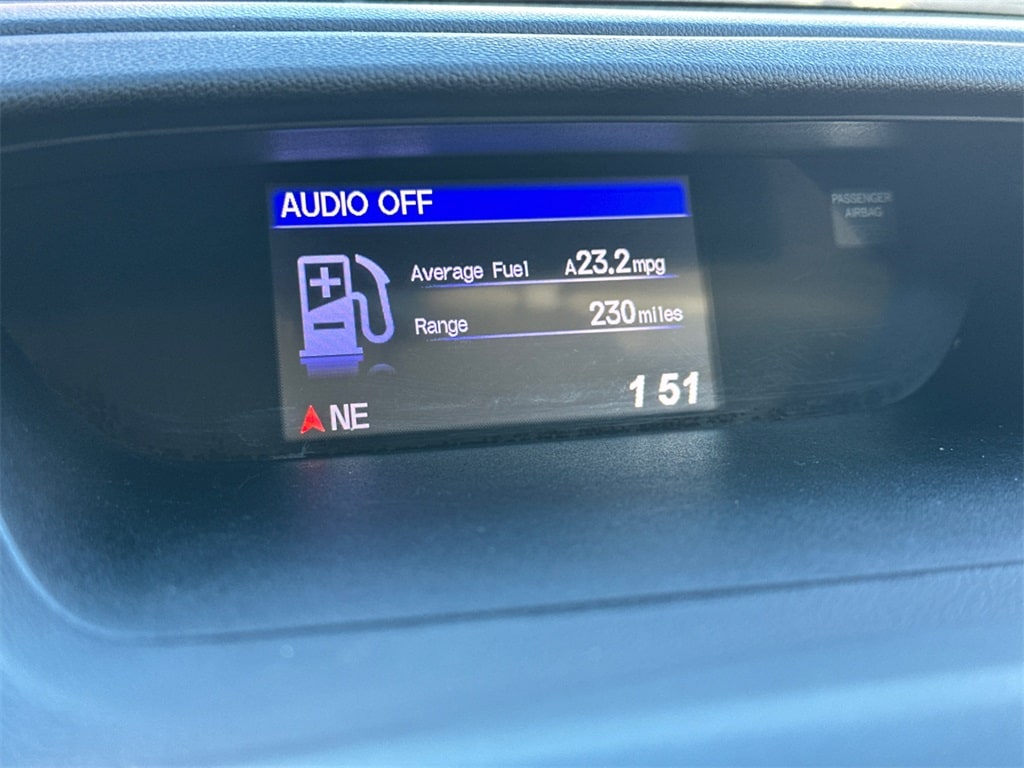 AUDIO OFF
PASSENGER
AIRBAG
Average Fuel A23.2mpg
Range 230miles
NE 1 51